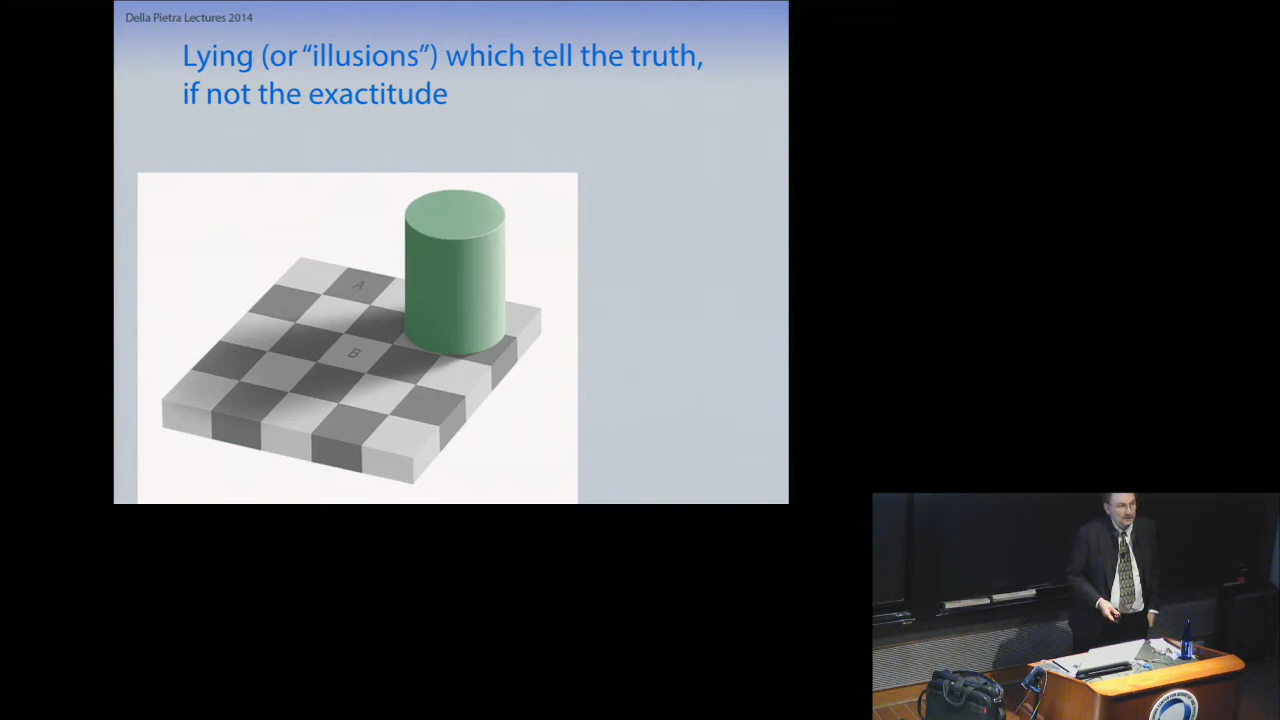 Della Pietra Lectures 2014
Lying (or “illusions”) which tell the truth,
if not the exactitude
A
B